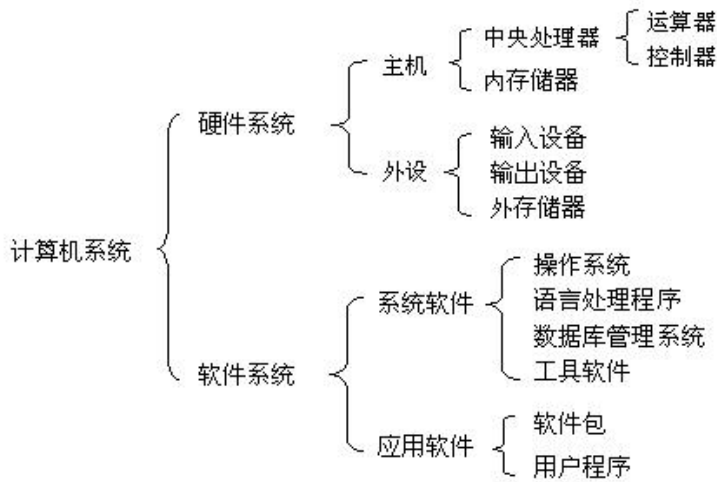 计算机系统
硬件系统
主机
中央处理器
运算器
控制器
内存储器
外设
输入设备
输出设备
外存储器
软件系统
系统软件
操作系统
语言处理程序
数据库管理系统
工具软件
应用软件
软件包
用户程序